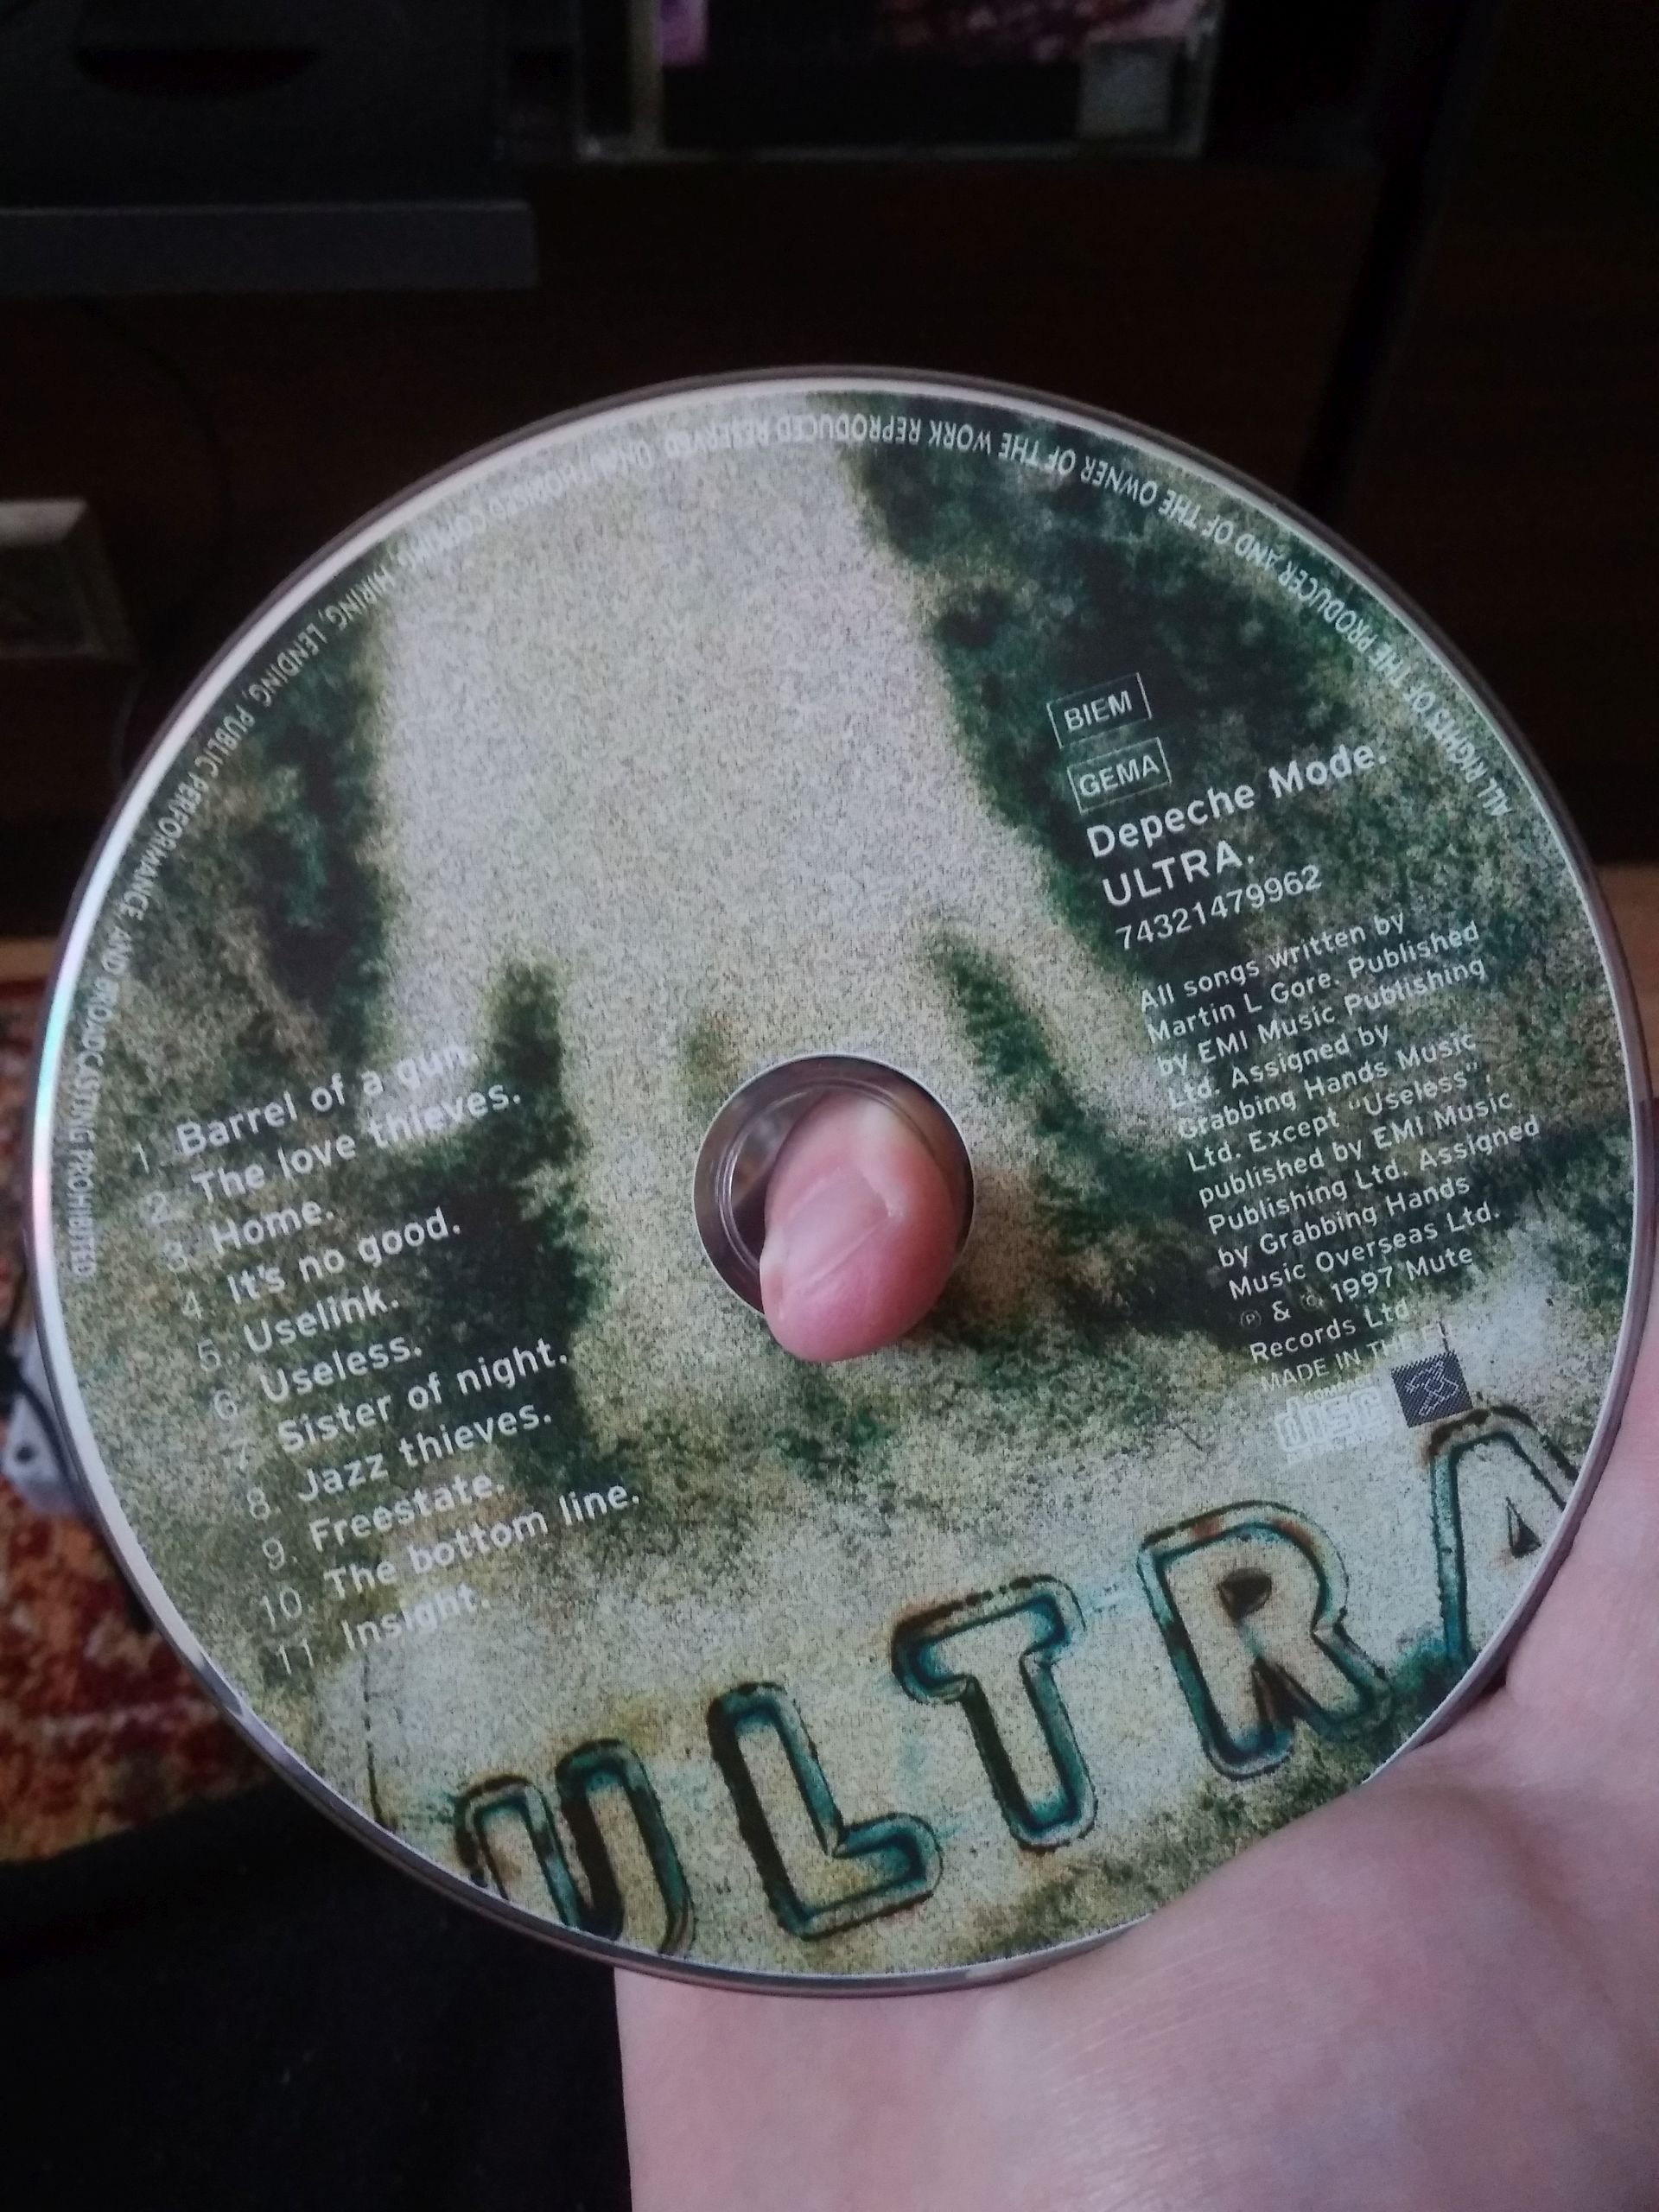 ALL RIGHTS OF THE PRODUCER AND OF THE OWNER OF THE WORK REPRODUCED RESERVED. UNAUTHORISED COPYING, HIRING, LENDING, PUBLIC PERFORMANCE AND BROADCASTING PROHIBITED
BIEM
GEMA
Depeche Mode.
ULTRA.
74321479962
All songs written by
Martin L Gore. Published
by EMI Music Publishing
Ltd. Assigned by
Grabbing Hands Music
Ltd. Except "Useless",
published by EMI Music
Publishing Ltd. Assigned
by Grabbing Hands
Music Overseas Ltd.
℗ & © 1997 Mute
Records Ltd.
MADE IN THE EU
COMPACT
disc
1. Barrel of a gun.
2. The love thieves.
3. Home.
4. It's no good.
5. Uselink.
6. Useless.
7. Sister of night.
8. Jazz thieves.
9. Freestate.
10. The bottom line.
11. Insight.
ULTRA